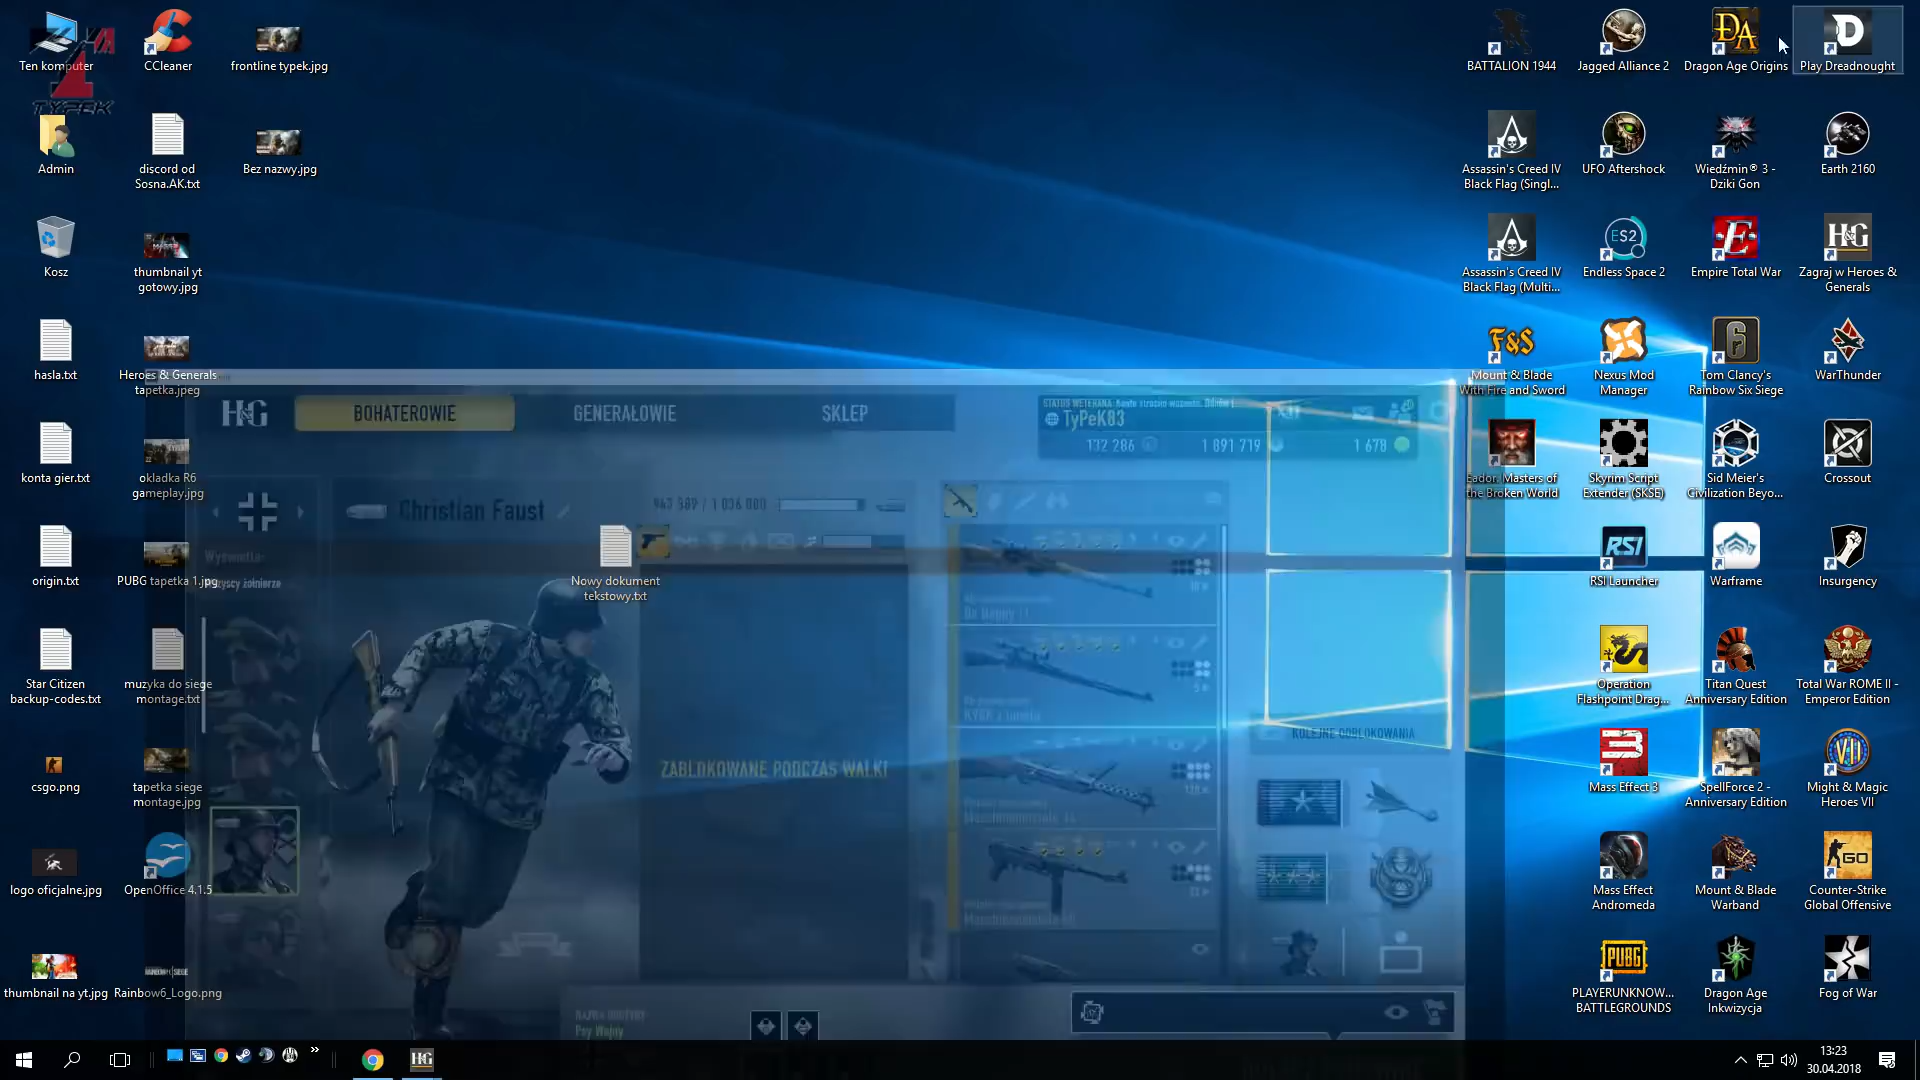 Ten komputer
CCleaner
frontline typek.jpg
BATTALION 1944
Jagged Alliance 2
Dragon Age Origins
Play Dreadnought
TYPEK
Admin
discord od
Sosna.AK.txt
Bez nazwy.jpg
Assassin's Creed IV
Black Flag (Singl...
UFO Aftershock
Wiedźmin® 3 -
Dziki Gon
Earth 2160
Kosz
thumbnail yt
gotowy.jpg
Assassin's Creed IV
Black Flag (Multi...
Endless Space 2
Empire Total War
Zagraj w Heroes &
Generals
hasla.txt
Heroes & Generals
tapetka.jpeg
Mount & Blade
With Fire and Sword
Nexus Mod
Manager
Tom Clancy's
Rainbow Six Siege
WarThunder
H&G
BOHATEROWIE
GENERAŁOWIE
SKLEP
TyPeK83
132 286
1 891 719
1 678
konta gier.txt
okladka R6
gameplay.jpg
Eador. Masters of
the Broken World
Skyrim Script
Extender (SKSE)
Sid Meier's
Civilization Beyo...
Crossout
Christian Faust
Wyświetla:
origin.txt
PUBG tapetka 1.jpg
Nowy dokument
tekstowy.txt
RSI Launcher
Warframe
Insurgency
Star Citizen
backup-codes.txt
muzyka do siege
montage.txt
Operation
Flashpoint Drag...
Titan Quest
Anniversary Edition
Total War ROME II -
Emperor Edition
KOLEJNE ODBLOKOWANIA
ZABLOKOWANE PODCZAS WALKI
csgo.png
tapetka siege
montage.jpg
Mass Effect 3
SpellForce 2 -
Anniversary Edition
Might & Magic
Heroes VII
logo oficjalne.jpg
OpenOffice 4.1.5
Mass Effect
Andromeda
Mount & Blade
Warband
Counter-Strike
Global Offensive
thumbnail na yt.jpg
Rainbow6_Logo.png
PLAYERUNKNOW...
BATTLEGROUNDS
Dragon Age
Inkwizycja
Fog of War
Psy Wojny
13:23
30.04.2018